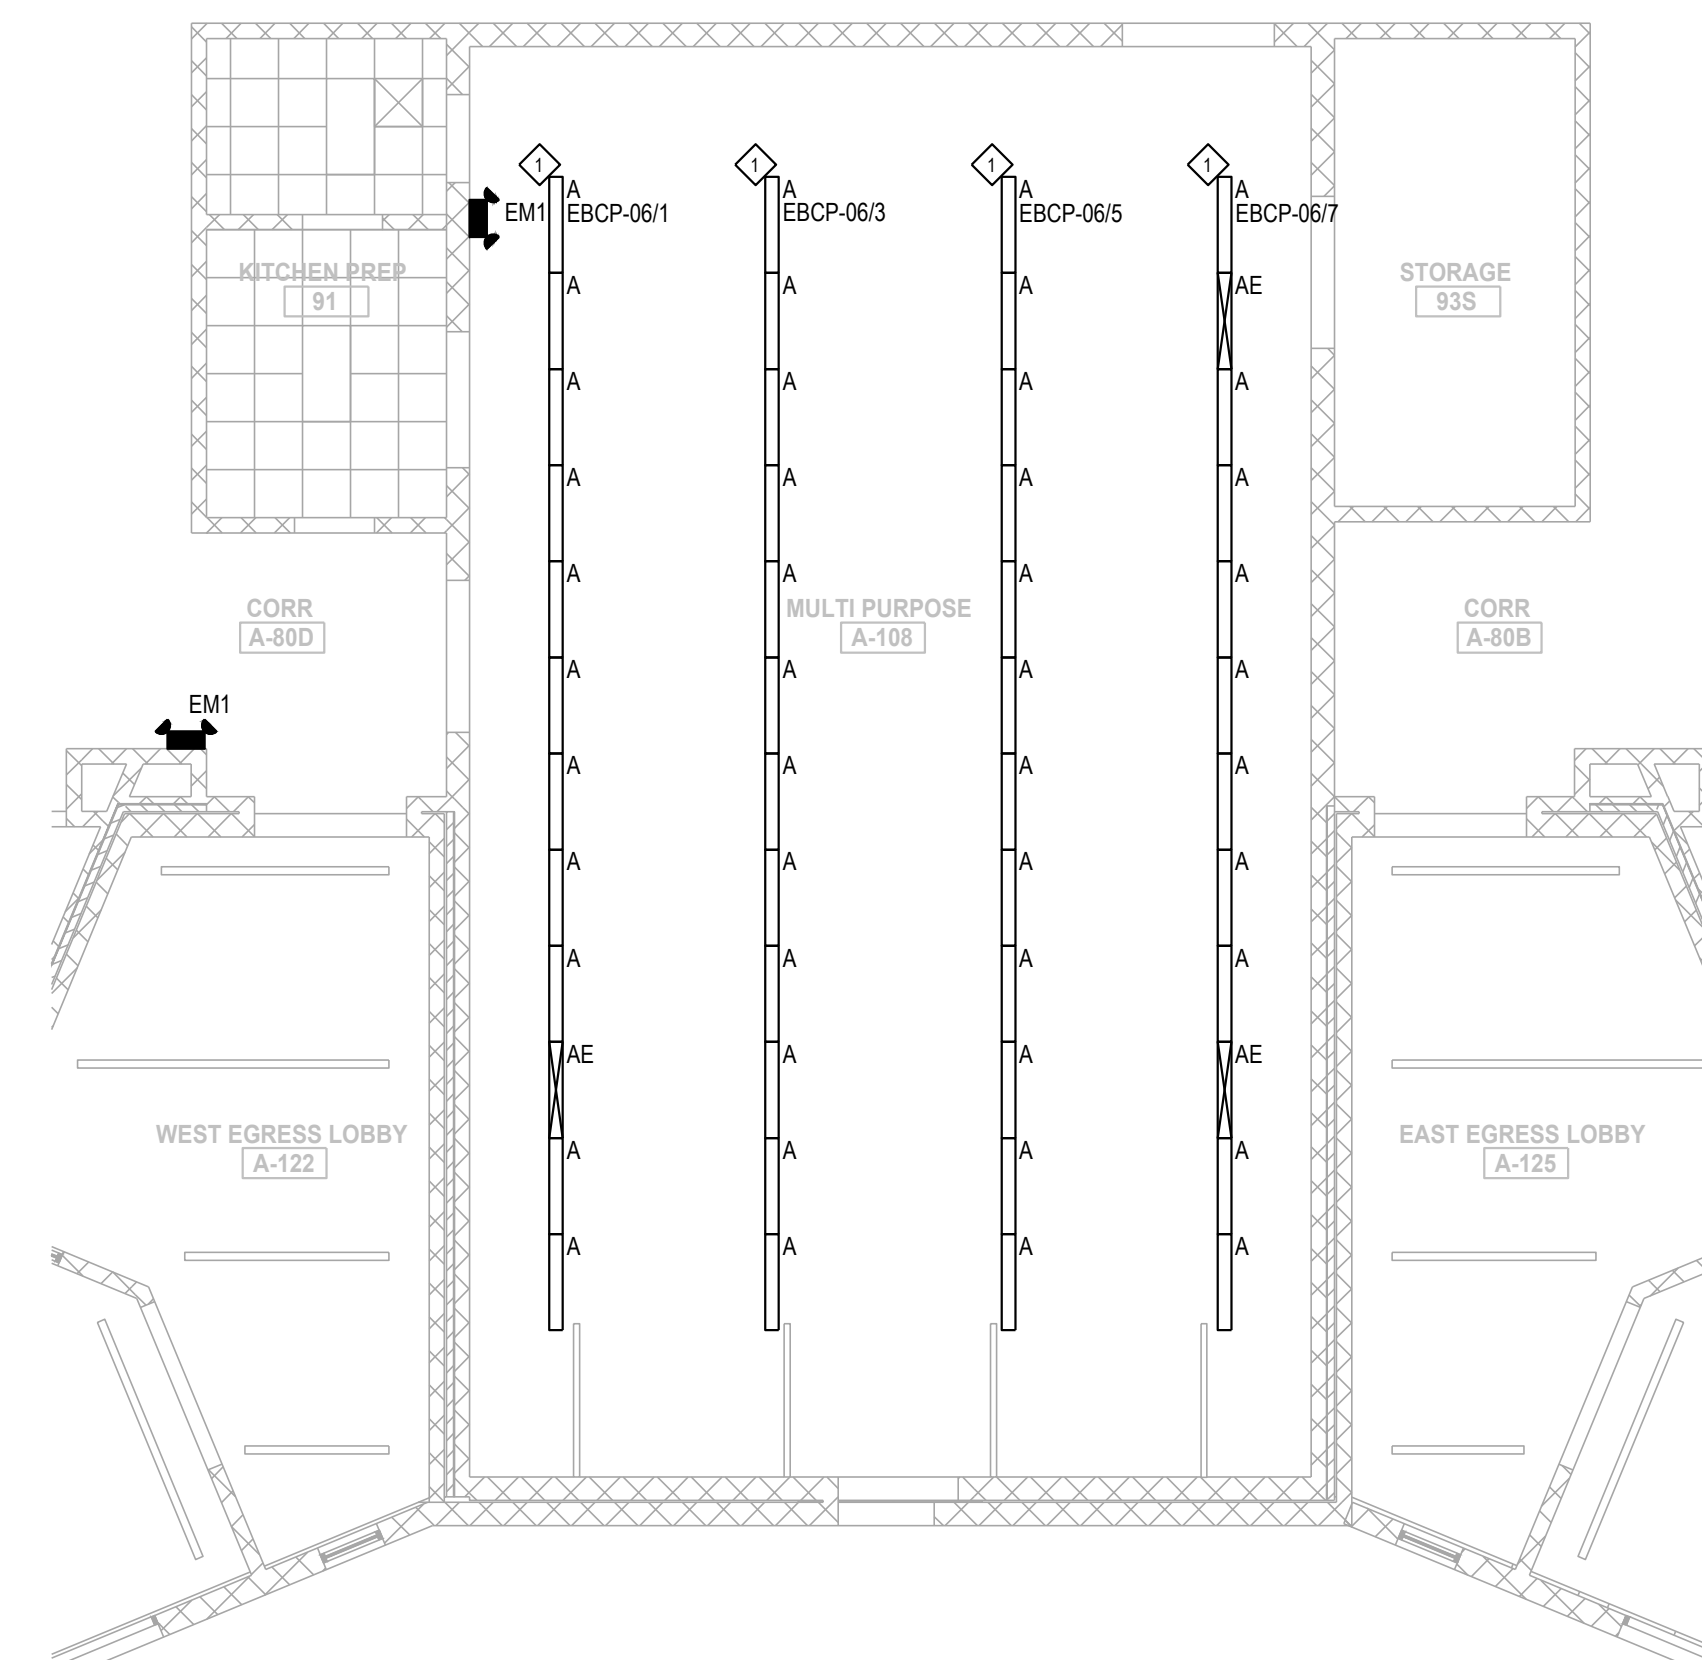 1 1 1 1
A A A A
EM1 EBCP-06/1 EBCP-06/3 EBCP-06/5 EBCP-06/7
KITCHEN PREP STORAGE
A A A AE
91 93S
A A A A
A A A A
A A A A
CORR MULTI PURPOSE CORR
A-80D A-108 A-80B
A A A A
EM1
A A A A
A A A A
A A A A
AE A A AE
WEST EGRESS LOBBY EAST EGRESS LOBBY
A A A A
A-122 A-125
A A A A